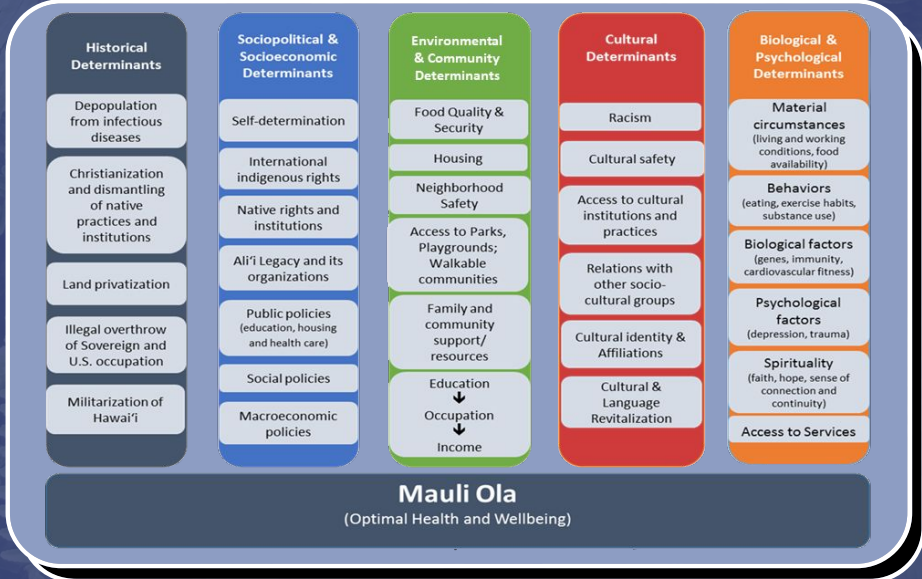 Historical
Determinants
Depopulation
from infectious
diseases
Christianization
and dismantling
of native
practices and
institutions
Land privatization
Illegal overthrow
of Sovereign and
U.S. occupation
Militarization of
Hawaiʻi
Sociopolitical &
Socioeconomic
Determinants
Self-determination
International
indigenous rights
Native rights and
institutions
Aliʻi Legacy and its
organizations
Public policies
(education, housing
and health care)
Social policies
Macroeconomic
policies
Environmental
& Community
Determinants
Food Quality &
Security
Housing
Neighborhood
Safety
Access to Parks,
Playgrounds;
Walkable
communities
Family and
community
support/
resources
Education
↓
Occupation
↓
Income
Cultural
Determinants
Racism
Cultural safety
Access to cultural
institutions and
practices
Relations with
other socio-
cultural groups
Cultural identity &
Affiliations
Cultural &
Language
Revitalization
Biological &
Psychological
Determinants
Material
circumstances
(living and working
conditions, food
availability)
Behaviors
(eating, exercise habits,
substance use)
Biological factors
(genes, immunity,
cardiovascular fitness)
Psychological
factors
(depression, trauma)
Spirituality
(faith, hope, sense of
connection and
continuity)
Access to Services
Mauli Ola
(Optimal Health and Wellbeing)